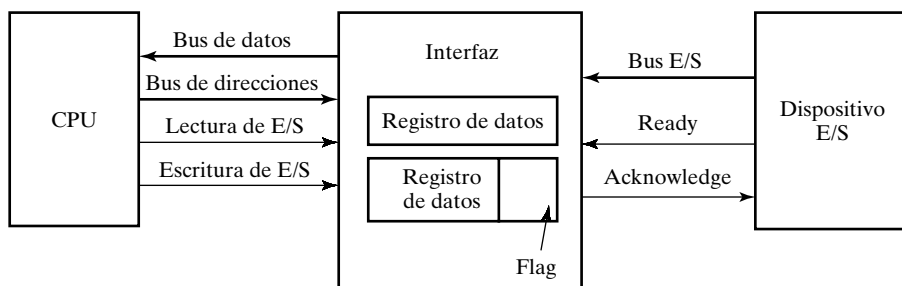 Bus de datos
Interfaz
Bus E/S
Bus de direcciones
CPU
Registro de datos
Dispositivo
E/S
Lectura de E/S
Ready
Escritura de E/S
Registro
de datos
Acknowledge
Flag